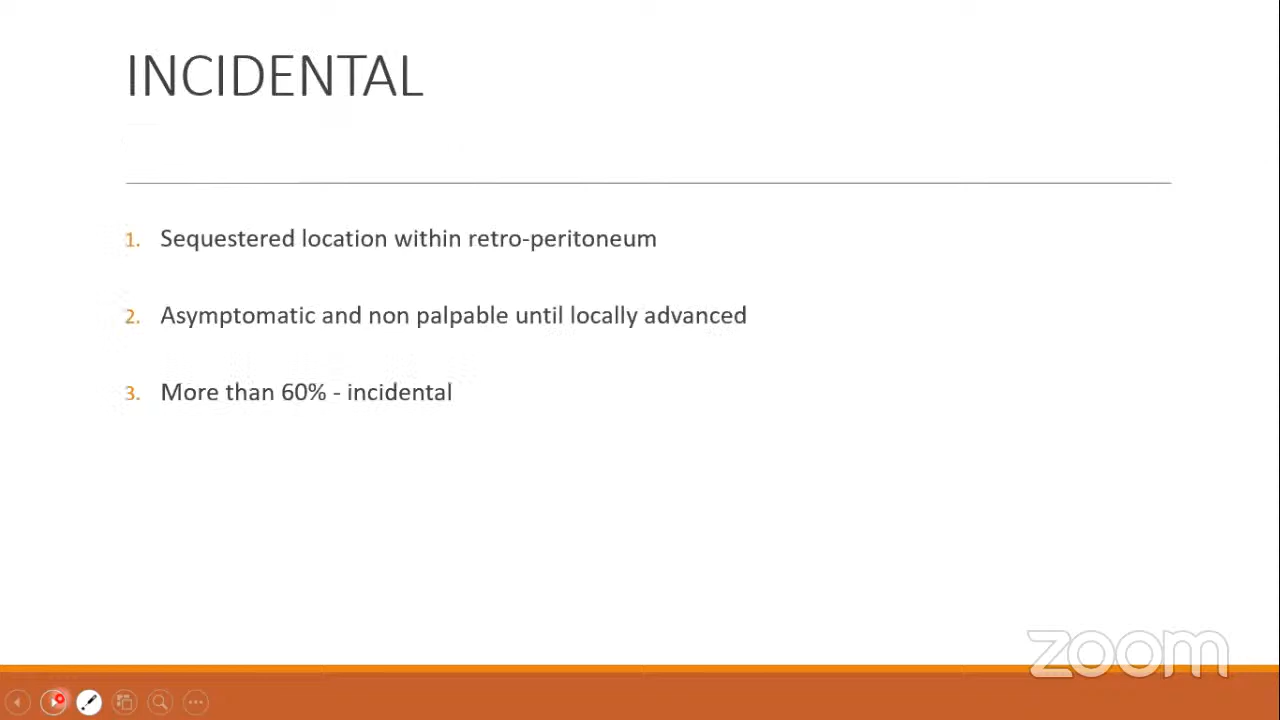 INCIDENTAL
1. Sequestered location within retro-peritoneum
2. Asymptomatic and non palpable until locally advanced
3. More than 60% - incidental
zoom